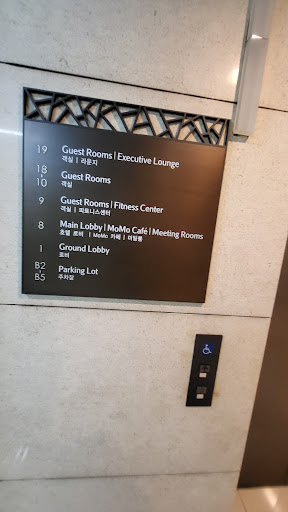 19 Guest Rooms | Executive Lounge
객실 | 라운지
18
10 Guest Rooms
객실
9 Guest Rooms | Fitness Center
객실 | 피트니스센터
8 Main Lobby | MoMo Café | Meeting Rooms
호텔 로비 | MoMo 카페 | 미팅룸
1 Ground Lobby
로비
B2
B5 Parking Lot
주차장